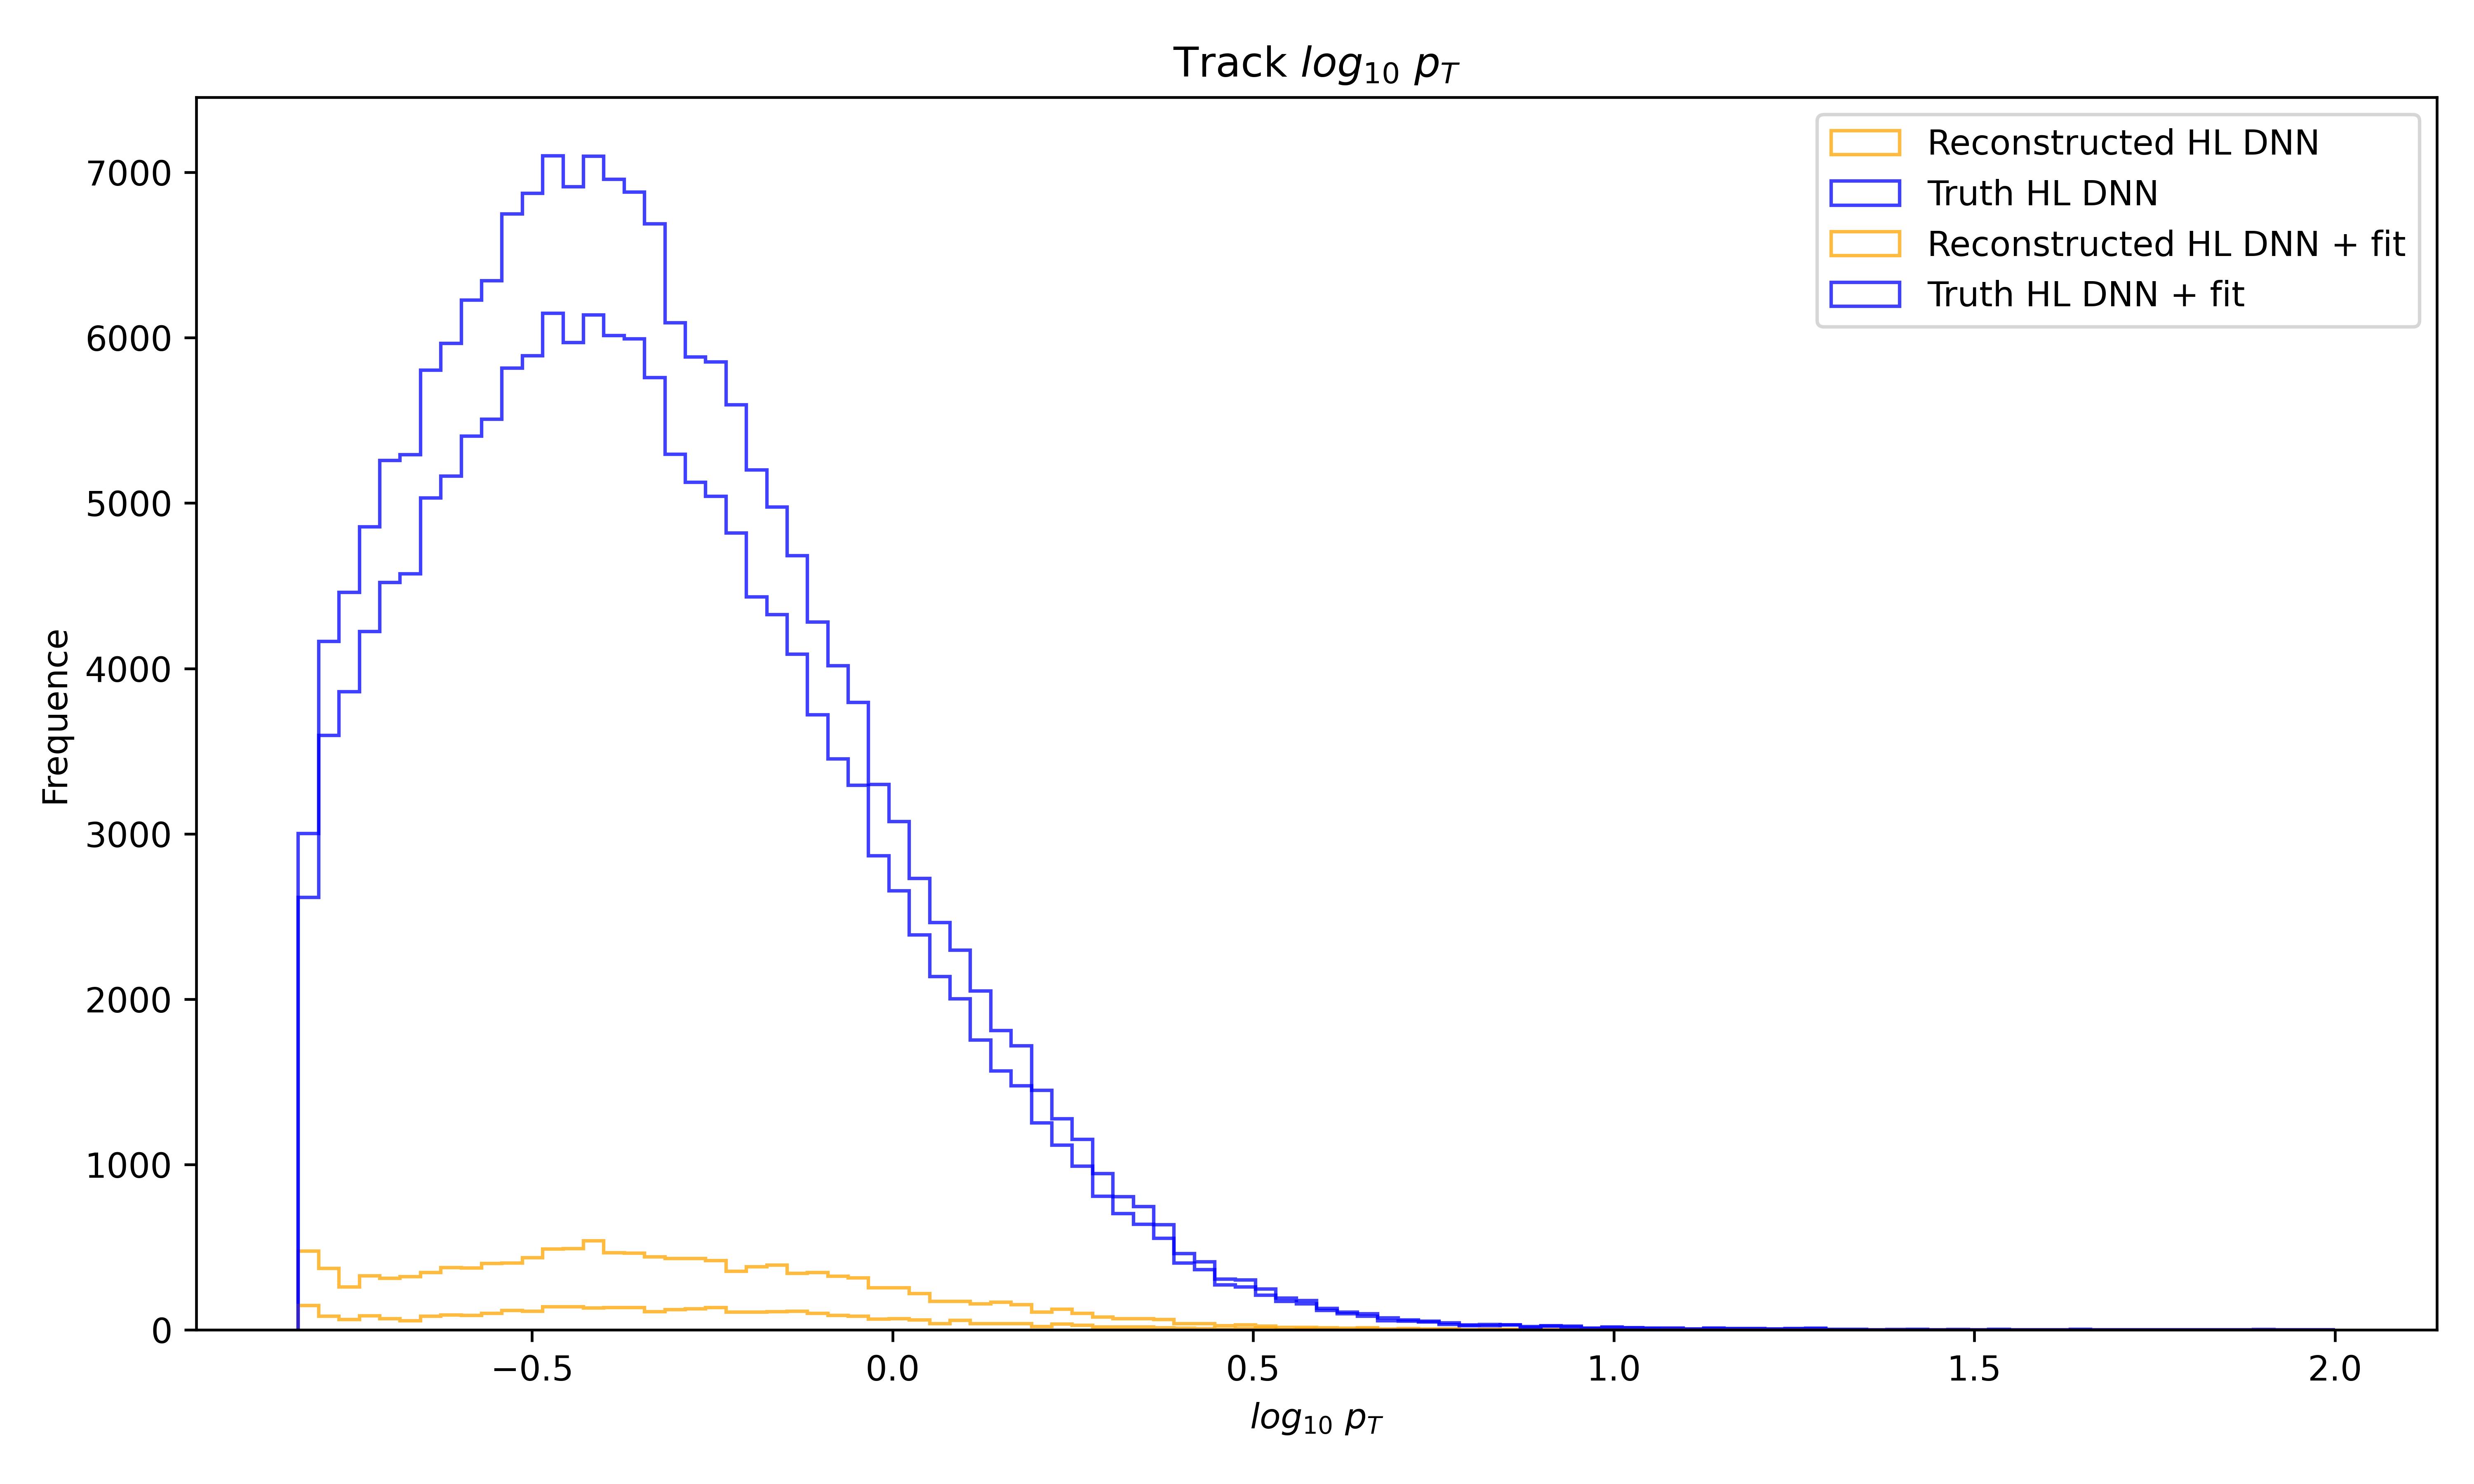 Track log₁₀ p_T
Reconstructed HL DNN
Truth HL DNN
Reconstructed HL DNN + fit
Truth HL DNN + fit
7000
6000
5000
4000
3000
2000
1000
0
Frequence
−0.5 0.0 0.5 1.0 1.5 2.0
log₁₀ p_T